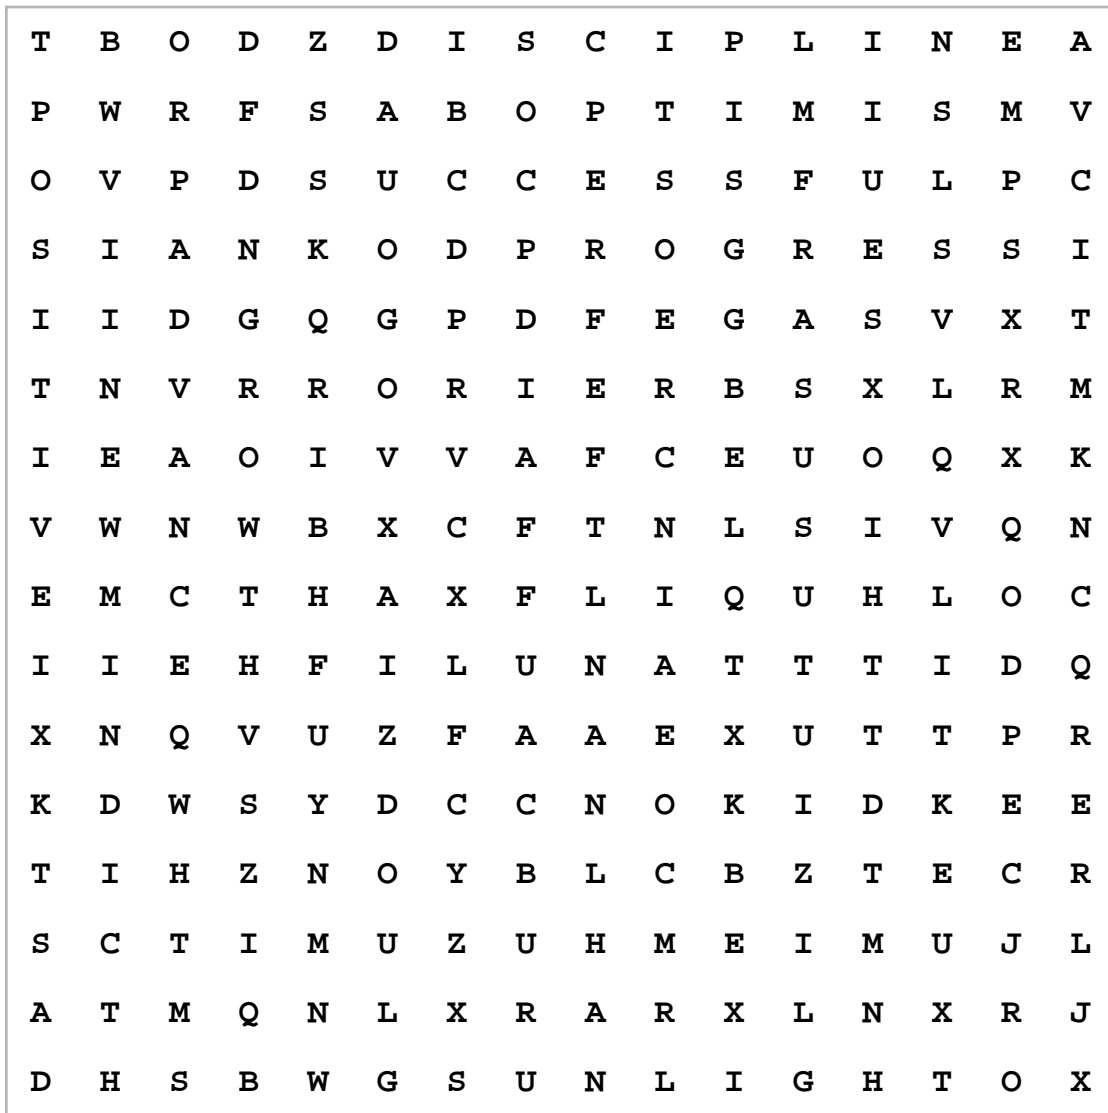 T B O D Z D I S C I P L I N E A
P W R F S A B O P T I M I S M V
O V P D S U C C E S S F U L P C
S I A N K O D P R O G R E S S I
I I D G Q G P D F E G A S V X T
T N V R R O R I E R B S X L R M
I E A O I V V A F C E U O Q X K
V W N W B X C F T N L S I V Q N
E M C T H A X F L I Q U H L O C
I I E H F I L U N A T T T I D Q
X N Q V U Z F A A E X U T T P R
K D W S Y D C C N O K I D K E E
T I H Z N O Y B L C B Z T E C R
S C T I M U Z U H M E I M U J L
A T M Q N L X R A R X L N X R J
D H S B W G S U N L I G H T O X